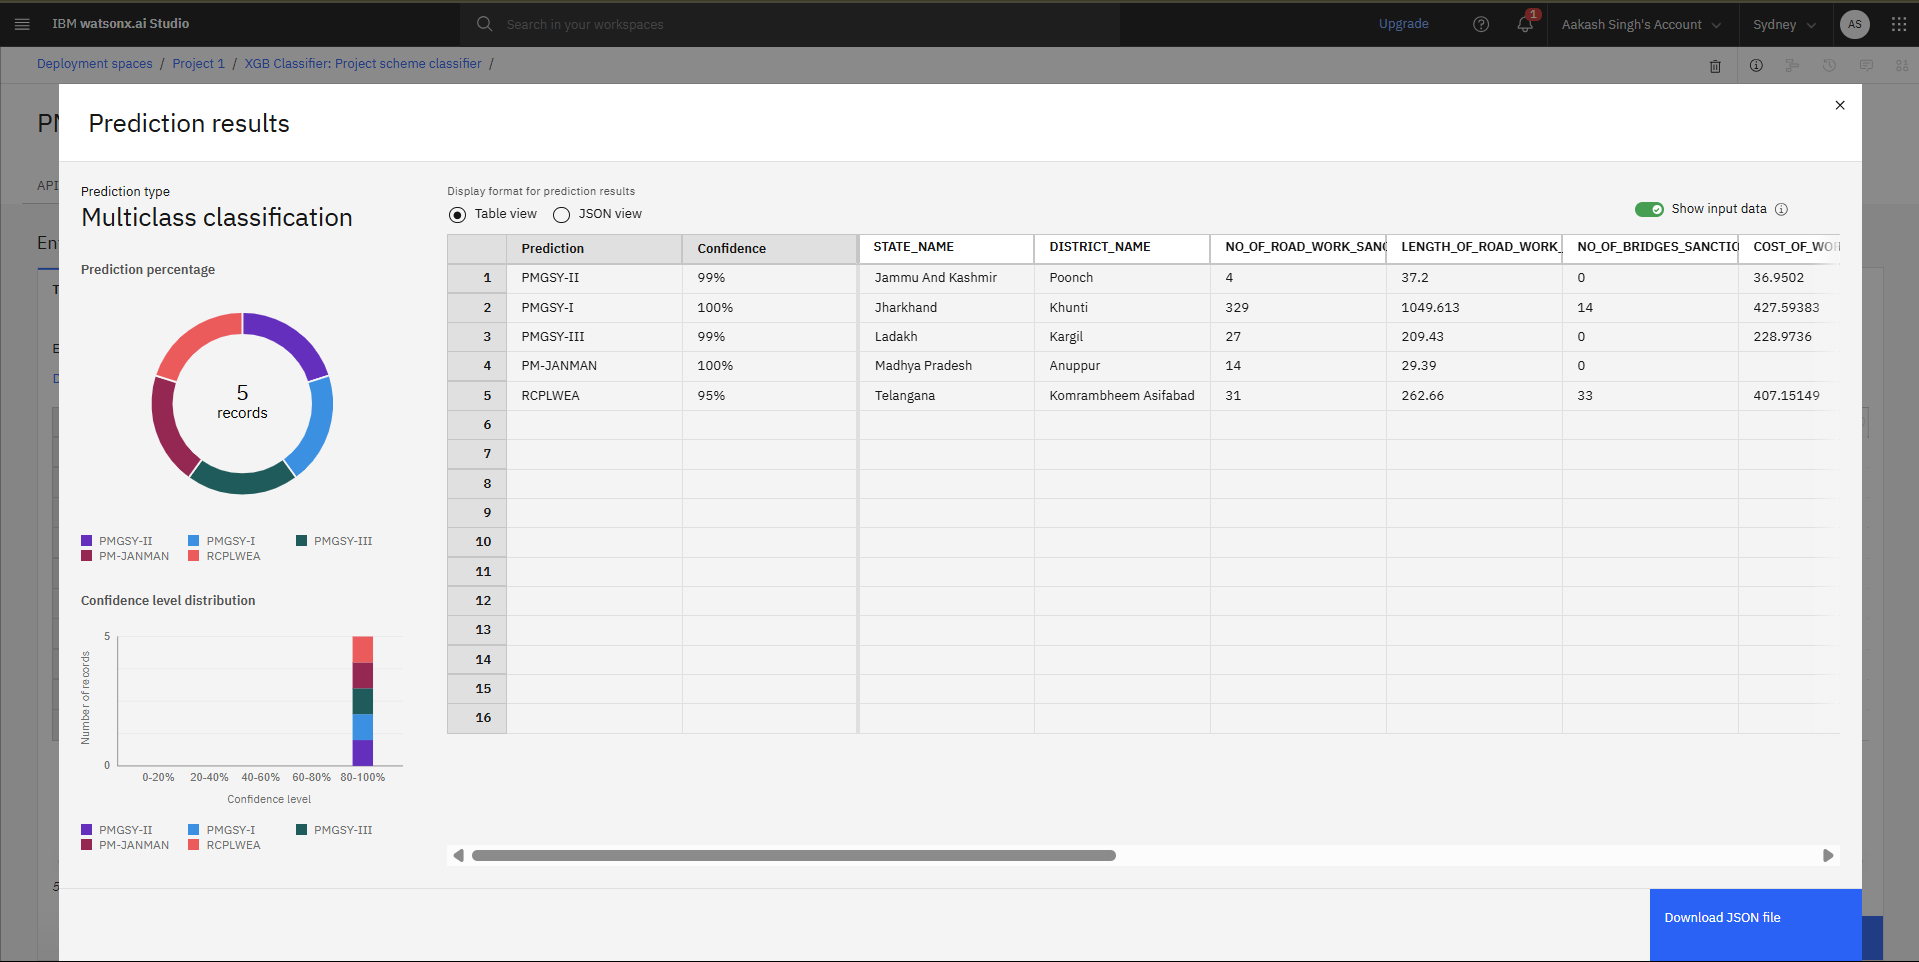 IBM watsonx.ai Studio
Search in your workspaces
Upgrade
1
Aakash Singh's Account
Sydney
AS
Deployment spaces / Project 1 / XGB Classifier: Project scheme classifier /
Prediction results
API
Prediction type
Multiclass classification
Prediction percentage
5
records
PMGSY-II PMGSY-I PMGSY-III
PM-JANMAN RCPLWEA
Confidence level distribution
Number of records
5
0
0-20% 20-40% 40-60% 60-80% 80-100%
Confidence level
PMGSY-II PMGSY-I PMGSY-III
PM-JANMAN RCPLWEA
Display format for prediction results
Table view JSON view
Show input data
Prediction Confidence STATE_NAME DISTRICT_NAME NO_OF_ROAD_WORK_SAN LENGTH_OF_ROAD_WORK_ NO_OF_BRIDGES_SANCTIO COST_OF_WOR
1 PMGSY-II 99% Jammu And Kashmir Poonch 4 37.2 0 36.9502
2 PMGSY-I 100% Jharkhand Khunti 329 1049.613 14 427.59383
3 PMGSY-III 99% Ladakh Kargil 27 209.43 0 228.9736
4 PM-JANMAN 100% Madhya Pradesh Anuppur 14 29.39 0
5 RCPLWEA 95% Telangana Komrambheem Asifabad 31 262.66 33 407.15149
6
7
8
9
10
11
12
13
14
15
16
Download JSON file